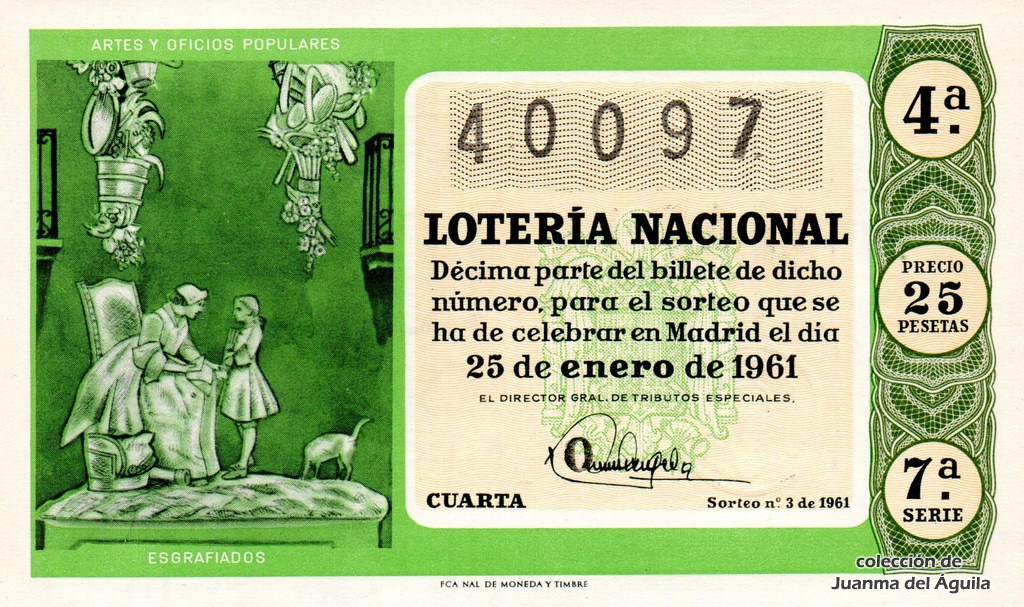 ARTES Y OFICIOS POPULARES
ESGRAFIADOS
40097
LOTERÍA NACIONAL
Décima parte del billete de dicho
número, para el sorteo que se
ha de celebrar en Madrid el día
25 de enero de 1961
EL DIRECTOR GRAL. DE TRIBUTOS ESPECIALES,
0
CUARTA
Sorteo nº 3 de 1961
4ª.
PRECIO
25
PESETAS
7ª.
SERIE
FCA NAL DE MONEDA Y TIMBRE
colección de
Juanma del Águila